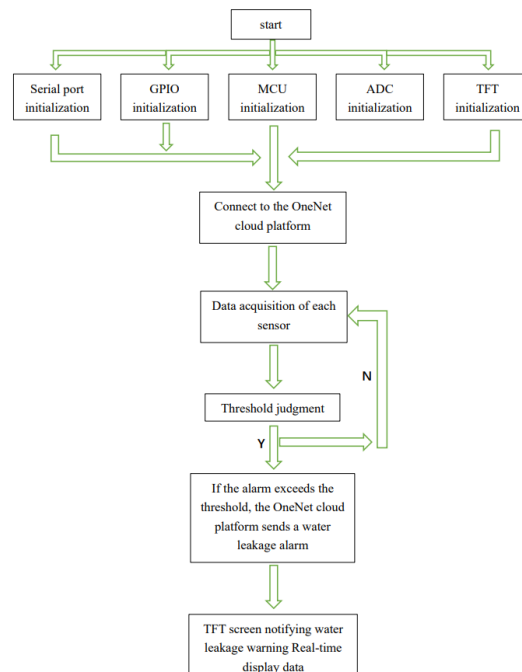 start
Serial port
initialization
GPIO
initialization
MCU
initialization
ADC
initialization
TFT
initialization
Connect to the OneNet
cloud platform
Data acquisition of each
sensor
N
Threshold judgment
Y
If the alarm exceeds the
threshold, the OneNet cloud
platform sends a water
leakage alarm
TFT screen notifying water
leakage warning Real-time
display data